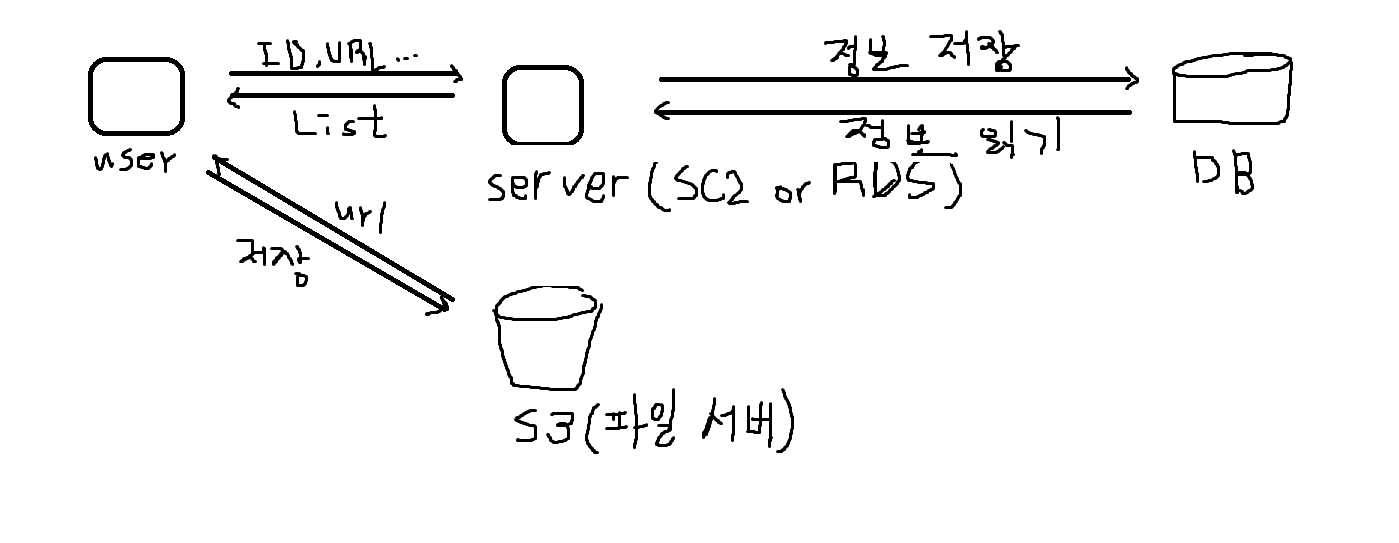 ID, URL...
List
user
server (SC2 or RDS)
정보 저장
정보 읽기
DB
url
저장
S3(파일 서버)